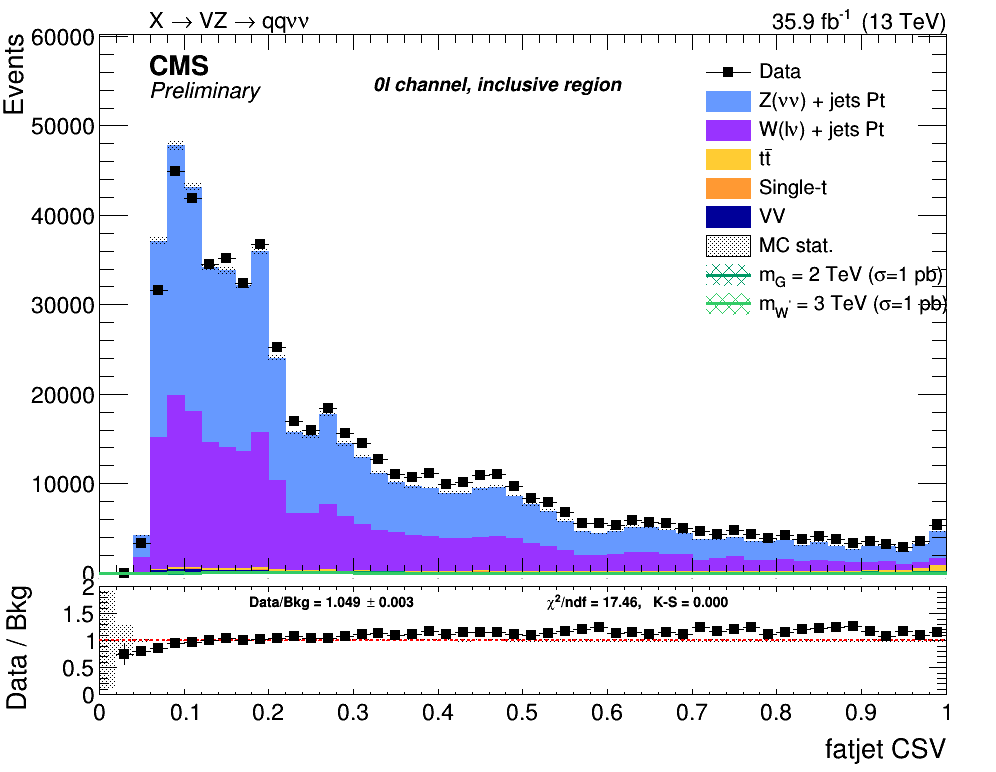 X → VZ → qqνν
35.9 fb⁻¹ (13 TeV)
CMS
Preliminary
0l channel, inclusive region
Data
Z(νν) + jets Pt
W(lν) + jets Pt
tt̄
Single-t
VV
MC stat.
m_G = 2 TeV (σ=1 pb)
m_W' = 3 TeV (σ=1 pb)
Events
60000
50000
40000
30000
20000
10000
0
Data/Bkg = 1.049 ± 0.003
χ²/ndf = 17.46, K-S = 0.000
Data / Bkg
2
1.5
1
0.5
0
0 0.1 0.2 0.3 0.4 0.5 0.6 0.7 0.8 0.9 1
fatjet CSV